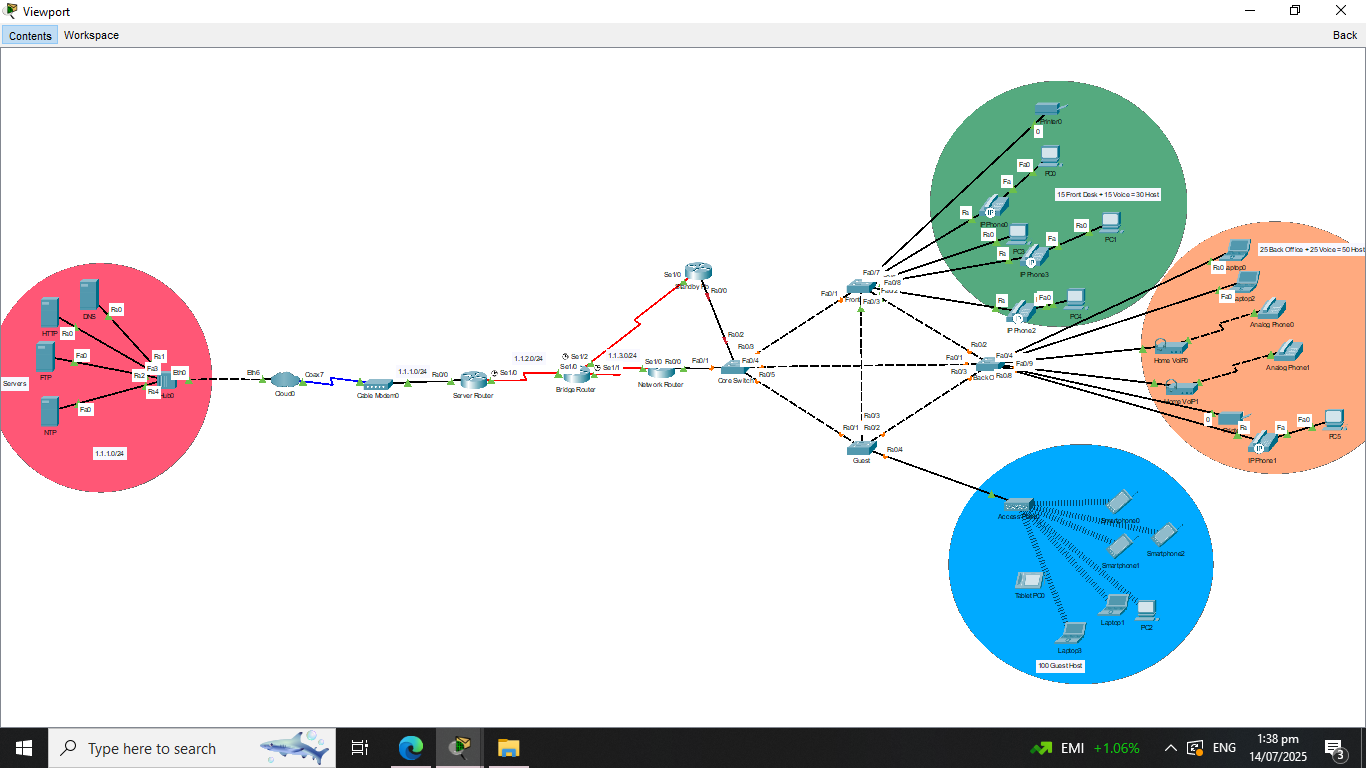 Viewport
Contents
Workspace
Back
Printer0
0
Fa0
PC0
Fa
15 Front Desk + 15 Voice = 30 Host
Fa
IP Phone0
Fa0
PC3
Fa
Fa0
PC1
Fa
IP Phone3
Fa
Fa0
IP Phone2
PC4
25 Back Office + 25 Voice = 50 Host
Fa0
Fa0
Analog Phone0
Home VoIP0
Analog Phone1
Home VoIP1
0
Fa
Fa
Fa0
IP Phone1
PC5
DNS
Fa0
HTTP
Fa0
FTP
Fa0
Servers
Fa0
NTP
Fa1
Fa3
Fa2
Fa4
Eth0
Hub0
1.1.1.0/24
Eth6
Cloud0
Coax7
Cable Modem0
1.1.1.0/24
Fa0/0
Server Router
Se1/0
1.1.2.0/24
Se1/0
Se1/2
Se1/1
Bridge Router
1.1.3.0/24
Se1/0
Fa0/0
Network Router
Fa0/1
Se1/0
Fa0/0
Fa0/2
Fa0/3
Fa0/4
Fa0/5
Core Switch
Fa0/7
Fa0/8
Fa0/1
Fa0/3
Fa0/2
Fa0/1
Fa0/3
Fa0/4
Fa0/9
Fa0/8
Fa0/3
Fa0/1
Fa0/2
Fa0/4
Guest
Smartphone0
Smartphone2
Smartphone1
Tablet PC0
Laptop1
PC2
Laptop3
100 Guest Host
Type here to search
EMI
+1.06%
ENG
1:38 pm
14/07/2025
3